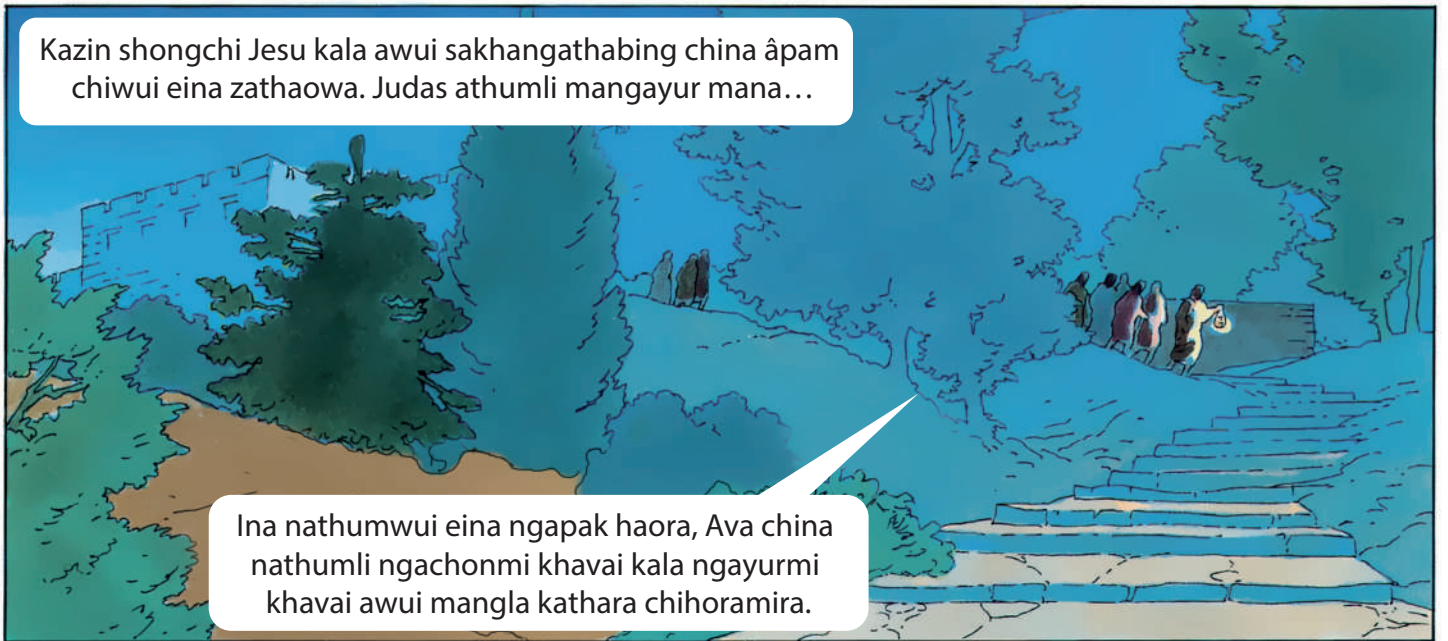 Kazin shongchi Jesu kala awui sakhangathabing china âpam
chiwui eina zathaowa. Judas athumli mangayur mana…
Ina nathumwui eina ngapak haora, Ava china
nathumli ngachonmi khavai kala ngayurmi
khavai awui mangla kathara chihoramira.